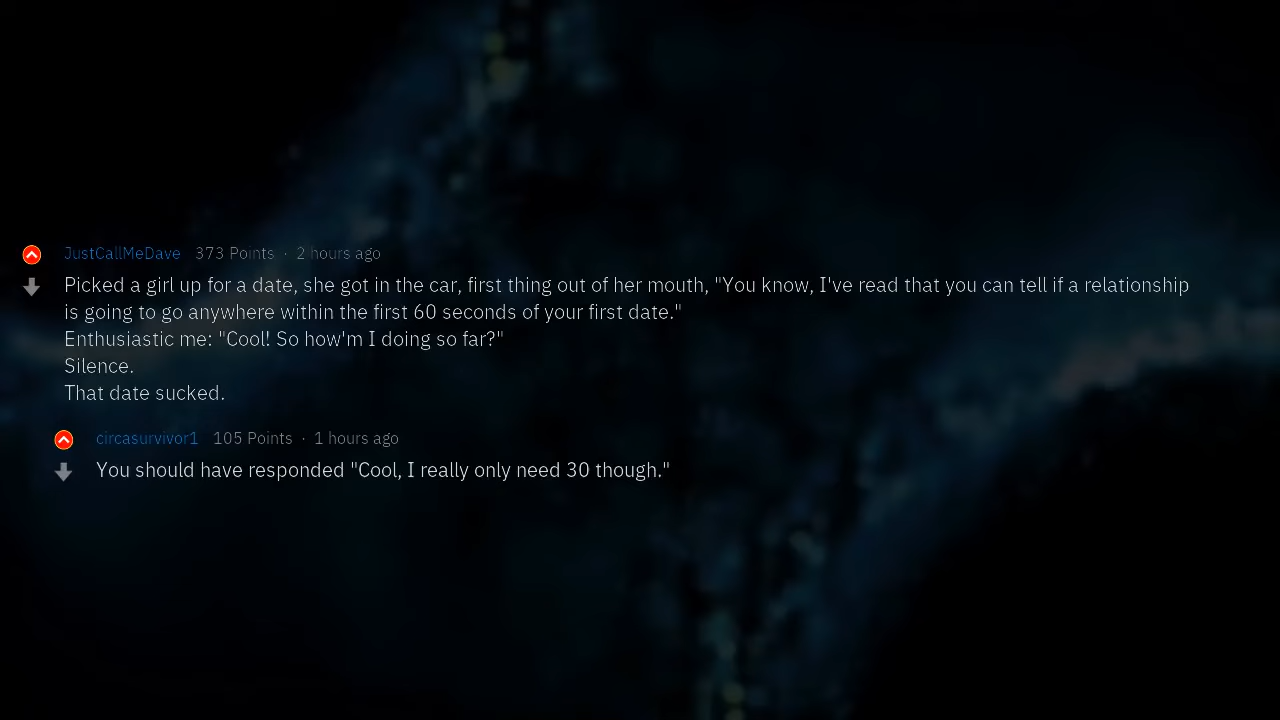 JustCallMeDave 373 Points · 2 hours ago
Picked a girl up for a date, she got in the car, first thing out of her mouth, "You know, I've read that you can tell if a relationship
is going to go anywhere within the first 60 seconds of your first date."
Enthusiastic me: "Cool! So how'm I doing so far?"
Silence.
That date sucked.
circasurvivor1 105 Points · 1 hours ago
You should have responded "Cool, I really only need 30 though."